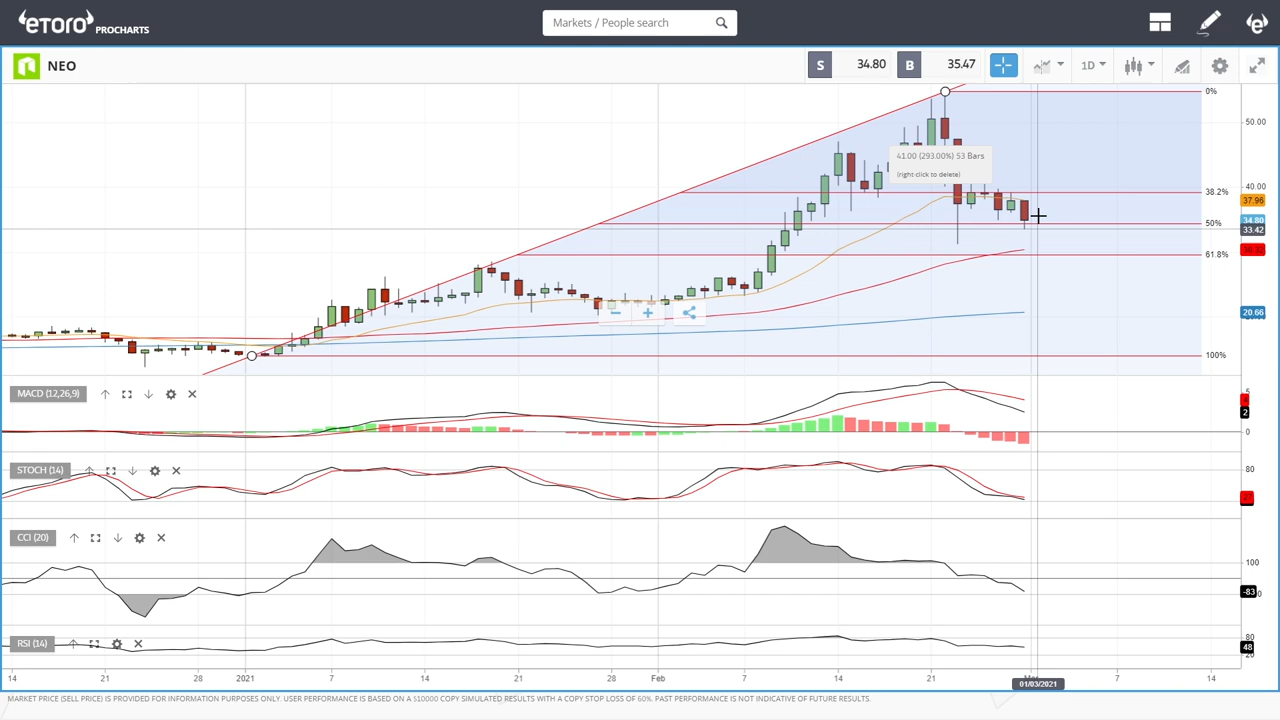 eToro PROCHARTS
Markets / People search
NEO
S 34.80 B 35.47
1D
0%
50.00
41.00 (293.00%) 53 Bars
(right-click to delete)
40.00
38.2%
37.96
34.80
50%
33.42
61.8%
20.66
100%
MACD (12,26,9)
5
2
0
STOCH (14)
80
CCI (20)
100
-83
RSI (14)
80
48
14 21 28 2021 7 14 21 28 Feb 7 14 21 7 14
01/03/2021
MARKET PRICE (SELL PRICE) IS PROVIDED FOR INFORMATION PURPOSES ONLY. USER PERFORMANCE IS BASED ON A $10000 COPY SIMULATED RESULTS WITH A COPY STOP LOSS OF 60%. PAST PERFORMANCE IS NOT INDICATIVE OF FUTURE RESULTS.